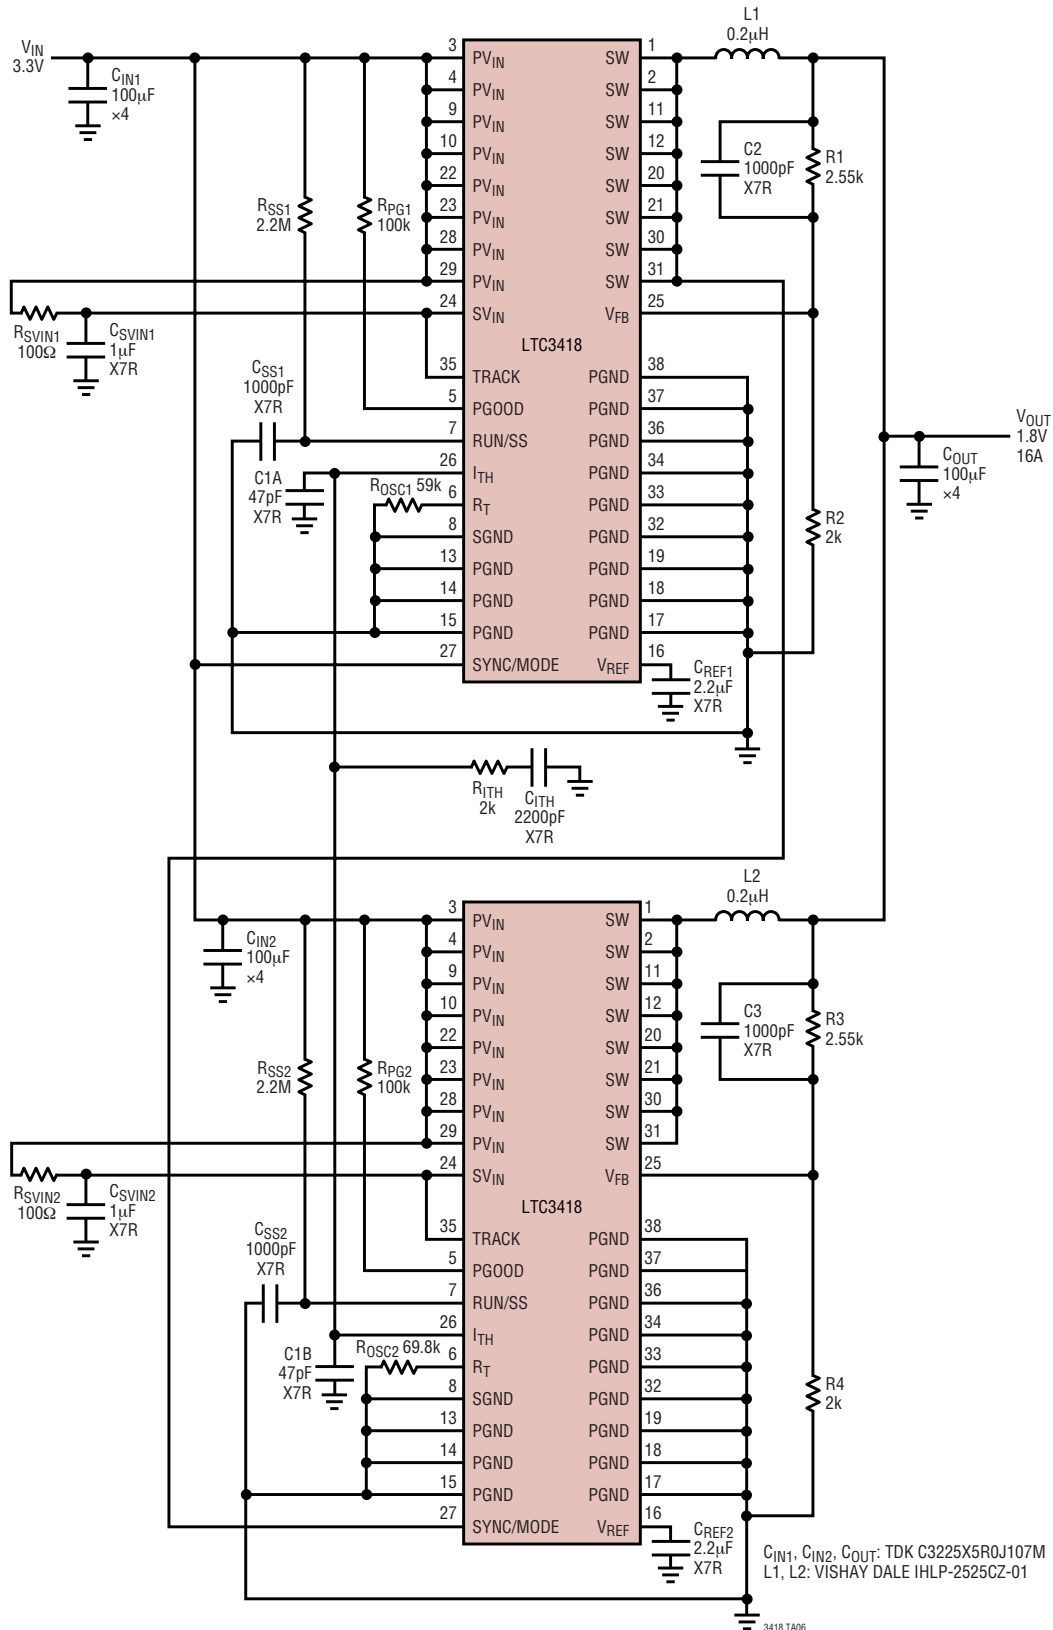 VIN
3.3V
CIN1
100µF
×4
RSS1
2.2M
RPG1
100k
RSVIN1
100Ω
CSVIN1
1µF
X7R
CSS1
1000pF
X7R
C1A
47pF
X7R
ROSC1 59k
3
PVIN
4
PVIN
9
PVIN
10
PVIN
22
PVIN
23
PVIN
28
PVIN
29
PVIN
24
SVIN
35
TRACK
5
PGOOD
7
RUN/SS
26
ITH
6
RT
8
SGND
13
PGND
14
PGND
15
PGND
27
SYNC/MODE
LTC3418
SW
1
SW
2
SW
11
SW
12
SW
20
SW
21
SW
30
SW
31
VFB
25
PGND
38
PGND
37
PGND
36
PGND
34
PGND
33
PGND
32
PGND
19
PGND
18
PGND
17
VREF
16
L1
0.2µH
C2
1000pF
X7R
R1
2.55k
R2
2k
CREF1
2.2µF
X7R
VOUT
1.8V
16A
COUT
100µF
×4
RITH
2k
CITH
2200pF
X7R
CIN2
100µF
×4
RSS2
2.2M
RPG2
100k
RSVIN2
100Ω
CSVIN2
1µF
X7R
CSS2
1000pF
X7R
C1B
47pF
X7R
ROSC2 69.8k
3
PVIN
4
PVIN
9
PVIN
10
PVIN
22
PVIN
23
PVIN
28
PVIN
29
PVIN
24
SVIN
35
TRACK
5
PGOOD
7
RUN/SS
26
ITH
6
RT
8
SGND
13
PGND
14
PGND
15
PGND
27
SYNC/MODE
LTC3418
SW
1
SW
2
SW
11
SW
12
SW
20
SW
21
SW
30
SW
31
VFB
25
PGND
38
PGND
37
PGND
36
PGND
34
PGND
33
PGND
32
PGND
19
PGND
18
PGND
17
VREF
16
L2
0.2µH
C3
1000pF
X7R
R3
2.55k
R4
2k
CREF2
2.2µF
X7R
CIN1, CIN2, COUT: TDK C3225X5R0J107M
L1, L2: VISHAY DALE IHLP-2525CZ-01
3418 TA06